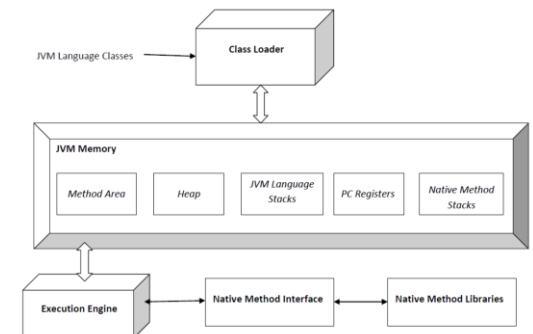 Class Loader
JVM Language Classes
JVM Memory
Method Area
Heap
JVM Language
Stacks
PC Registers
Native Method
Stacks
Execution Engine
Native Method Interface
Native Method Libraries